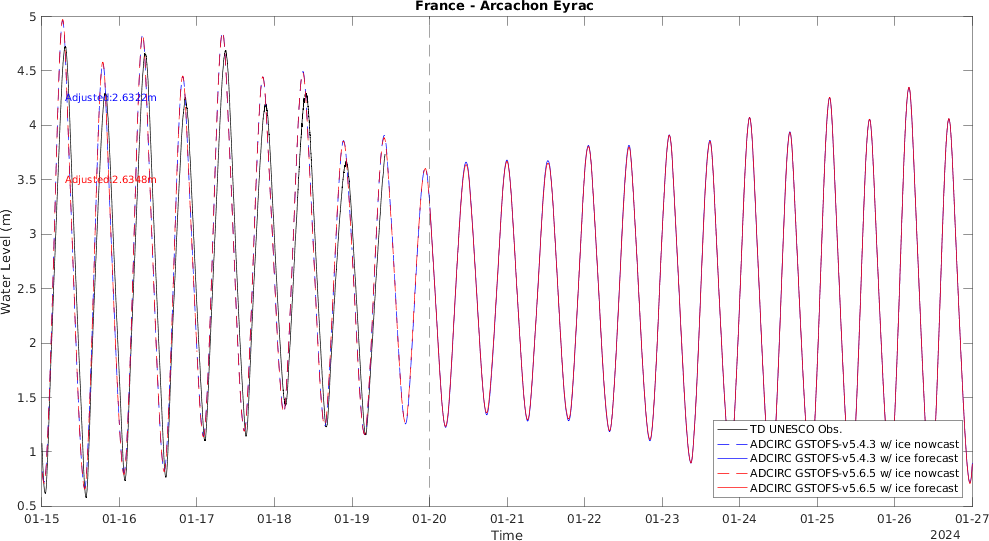 France - Arcachon Eyrac
5
4.5
4
3.5
3
2.5
2
1.5
1
0.5
Water Level (m)
Adjusted:2.6322m
Adjusted:2.6348m
TD UNESCO Obs.
ADCIRC GSTOFS-v5.4.3 w/ ice nowcast
ADCIRC GSTOFS-v5.4.3 w/ ice forecast
ADCIRC GSTOFS-v5.6.5 w/ ice nowcast
ADCIRC GSTOFS-v5.6.5 w/ ice forecast
01-15 01-16 01-17 01-18 01-19 01-20 01-21 01-22 01-23 01-24 01-25 01-26 01-27
Time
2024